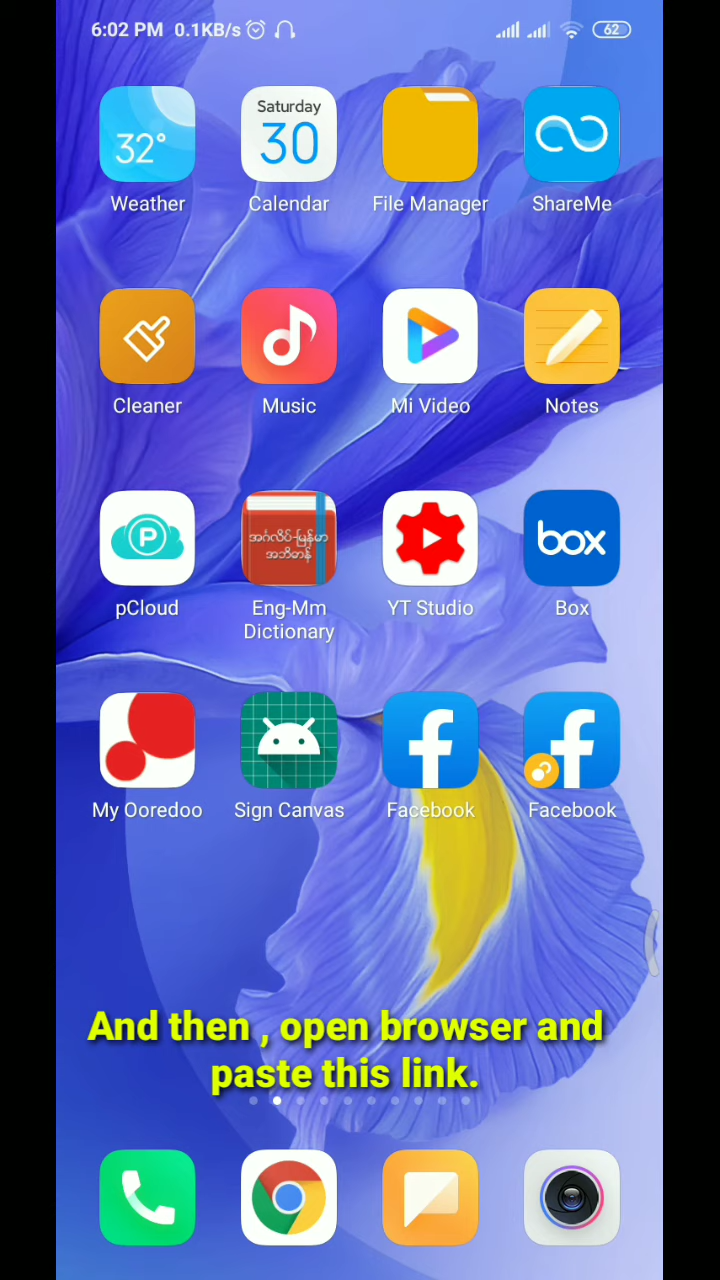 6:02 PM 0.1KB/s 62
32°
Saturday
30
Weather Calendar File Manager ShareMe
Cleaner Music Mi Video Notes
P
အင်္ဂလိပ်-မြန်မာ
အဘိဓာန်
box
pCloud Eng-Mm Dictionary YT Studio Box
My Ooredoo Sign Canvas Facebook Facebook
And then , open browser and
paste this link.